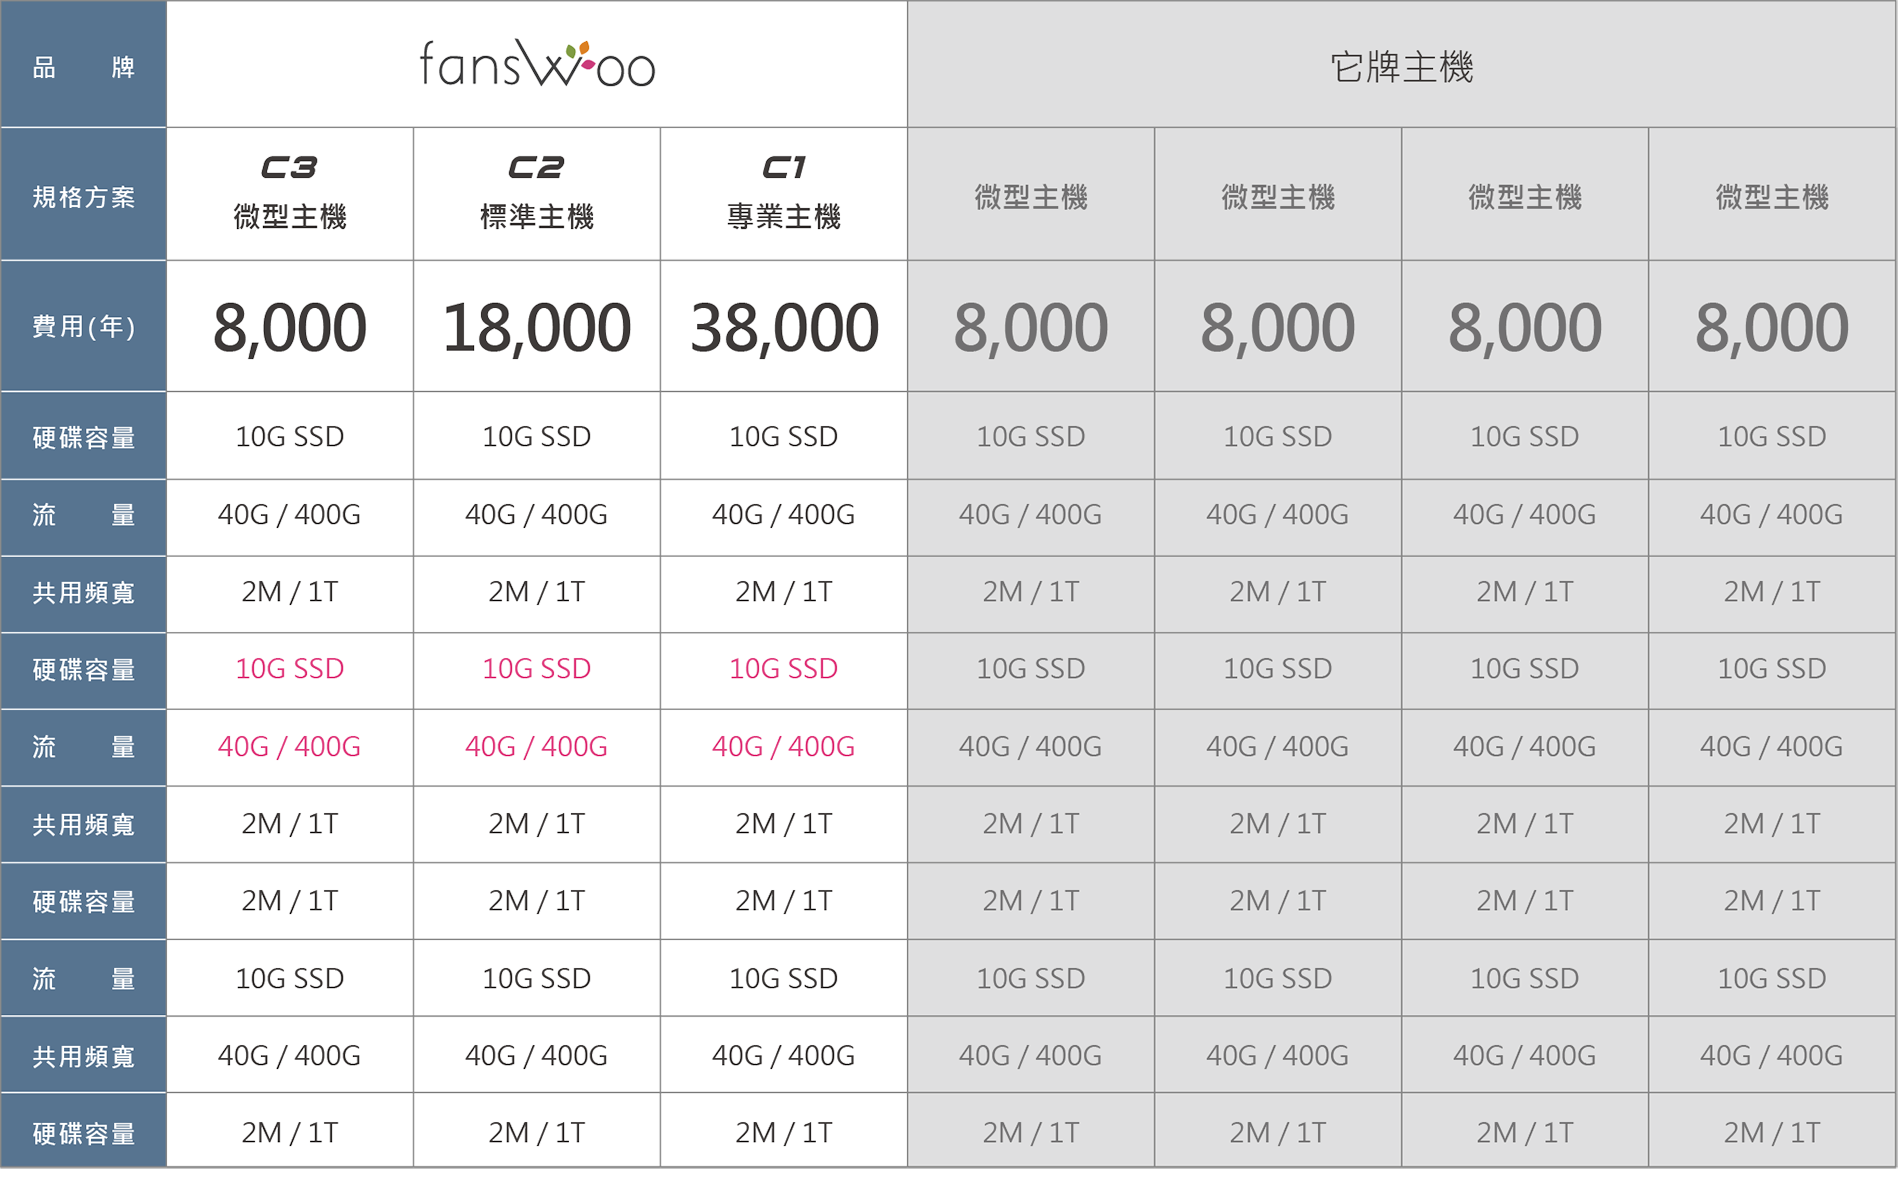 品 牌 fanswoo 它牌主機
規格方案 C3 微型主機 C2 標準主機 C1 專業主機 微型主機 微型主機 微型主機 微型主機
費用(年) 8,000 18,000 38,000 8,000 8,000 8,000 8,000
硬碟容量 10G SSD 10G SSD 10G SSD 10G SSD 10G SSD 10G SSD 10G SSD
流 量 40G / 400G 40G / 400G 40G / 400G 40G / 400G 40G / 400G 40G / 400G 40G / 400G
共用頻寬 2M / 1T 2M / 1T 2M / 1T 2M / 1T 2M / 1T 2M / 1T 2M / 1T
硬碟容量 10G SSD 10G SSD 10G SSD 10G SSD 10G SSD 10G SSD 10G SSD
流 量 40G / 400G 40G / 400G 40G / 400G 40G / 400G 40G / 400G 40G / 400G 40G / 400G
共用頻寬 2M / 1T 2M / 1T 2M / 1T 2M / 1T 2M / 1T 2M / 1T 2M / 1T
硬碟容量 2M / 1T 2M / 1T 2M / 1T 2M / 1T 2M / 1T 2M / 1T 2M / 1T
流 量 10G SSD 10G SSD 10G SSD 10G SSD 10G SSD 10G SSD 10G SSD
共用頻寬 40G / 400G 40G / 400G 40G / 400G 40G / 400G 40G / 400G 40G / 400G 40G / 400G
硬碟容量 2M / 1T 2M / 1T 2M / 1T 2M / 1T 2M / 1T 2M / 1T 2M / 1T